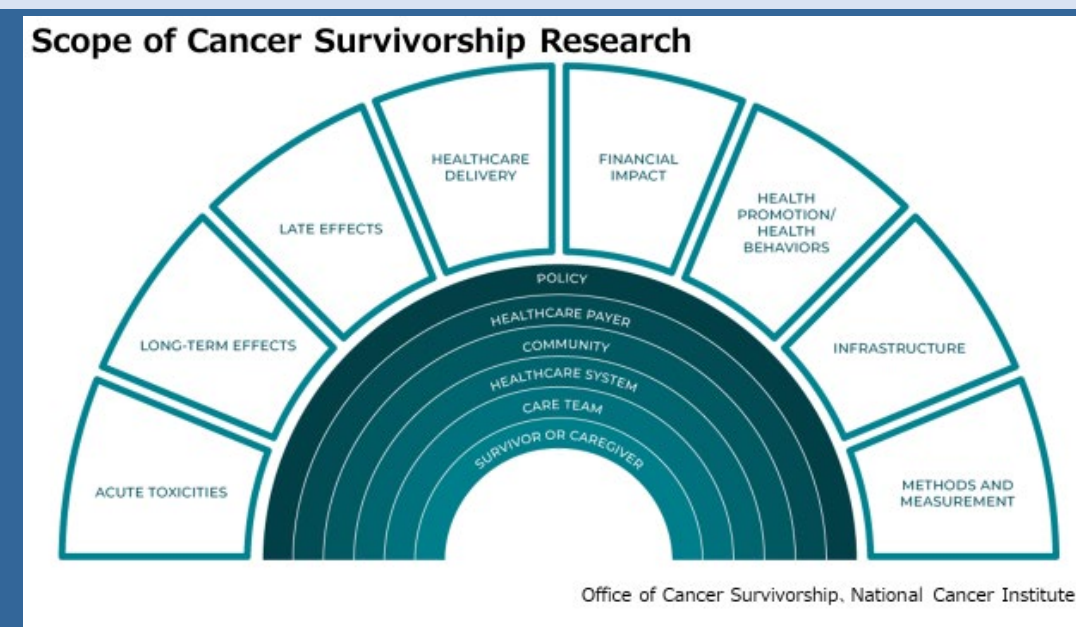 Scope of Cancer Survivorship Research
HEALTHCARE
DELIVERY
FINANCIAL
IMPACT
LATE EFFECTS
HEALTH
PROMOTION/
HEALTH
BEHAVIORS
LONG-TERM EFFECTS
INFRASTRUCTURE
ACUTE TOXICITIES
METHODS AND
MEASUREMENT
POLICY
HEALTHCARE PAYER
COMMUNITY
HEALTHCARE SYSTEM
CARE TEAM
SURVIVOR OR CAREGIVER
Office of Cancer Survivorship、National Cancer Institute